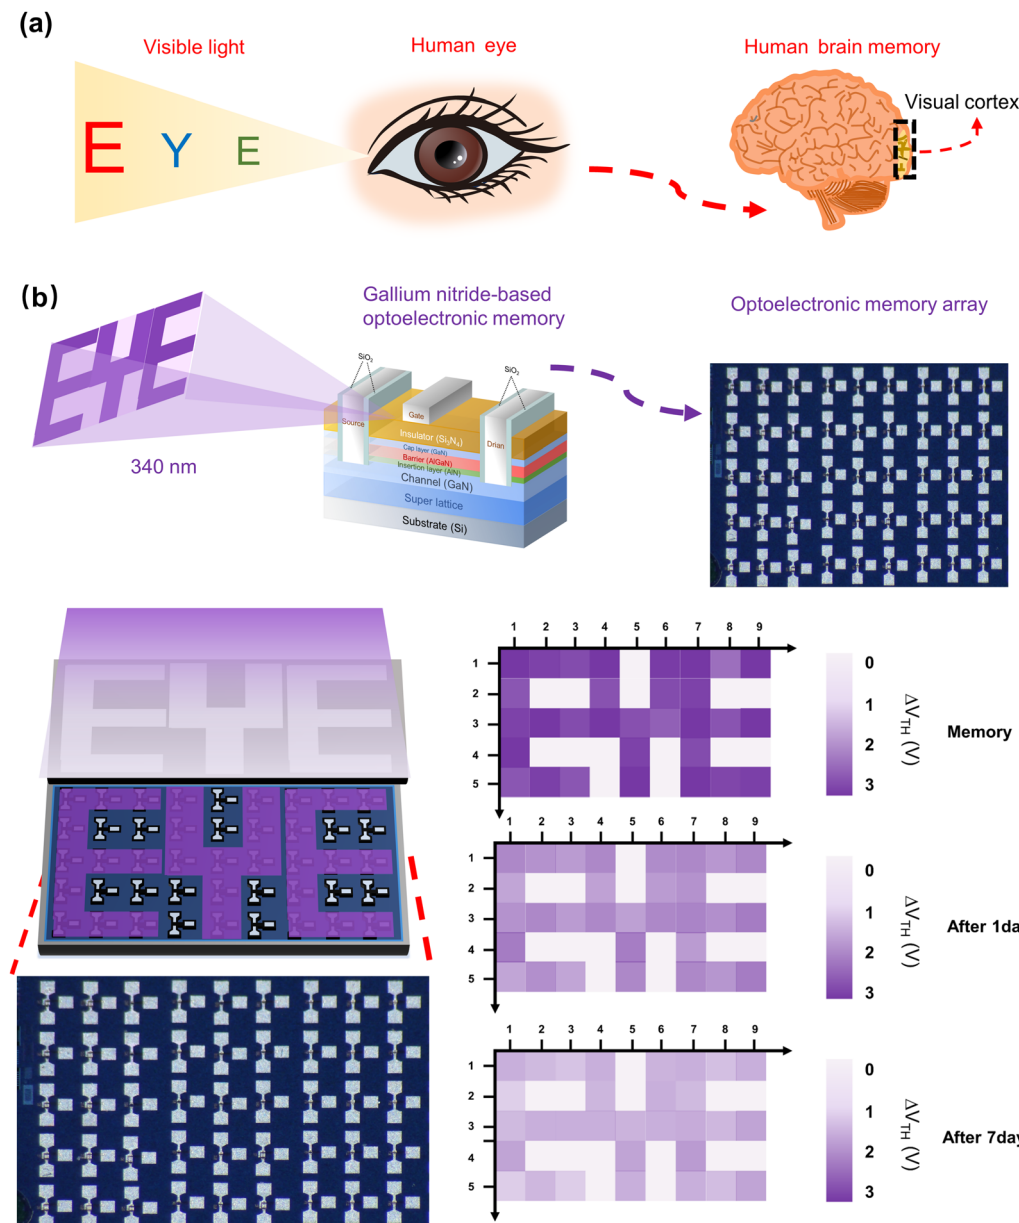 (a)
Visible light
Human eye
Human brain memory
Visual cortex
E Y E
(b)
Gallium nitride-based
optoelectronic memory
Optoelectronic memory array
SiO2
SiO2
Source
Gate
Drian
Insulator (Si3N4)
Cap layer (GaN)
Barrier (AlGaN)
Insertion layer (AlN)
Channel (GaN)
Super lattice
Substrate (Si)
EYE
340 nm
EYE
1 2 3 4 5 6 7 8 9
1
2
3
4
5
0
1
2
3
ΔVTH (V)
Memory
1 2 3 4 5 6 7 8 9
1
2
3
4
5
0
1
2
3
ΔVTH (V)
After 1da
1 2 3 4 5 6 7 8 9
1
2
3
4
5
0
1
2
3
ΔVTH (V)
After 7day